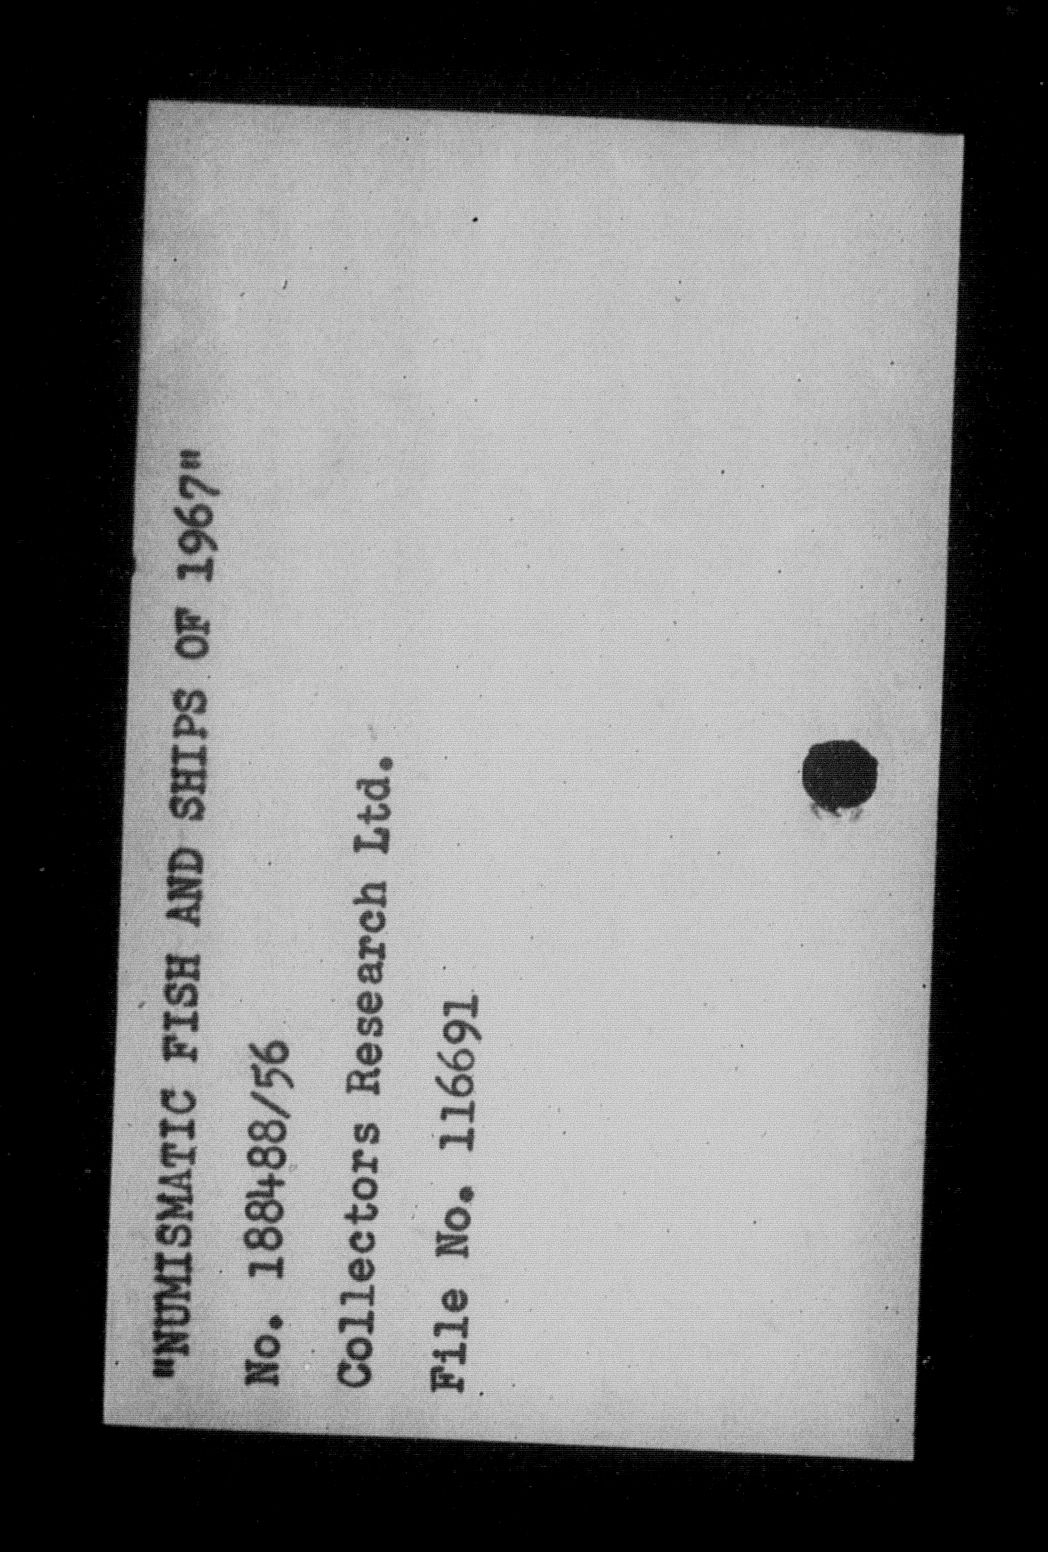 "NUMISMATIC FISH AND SHIPS OF 1967"
No. 188488/56
Collectors Research Ltd.
File No. 116691